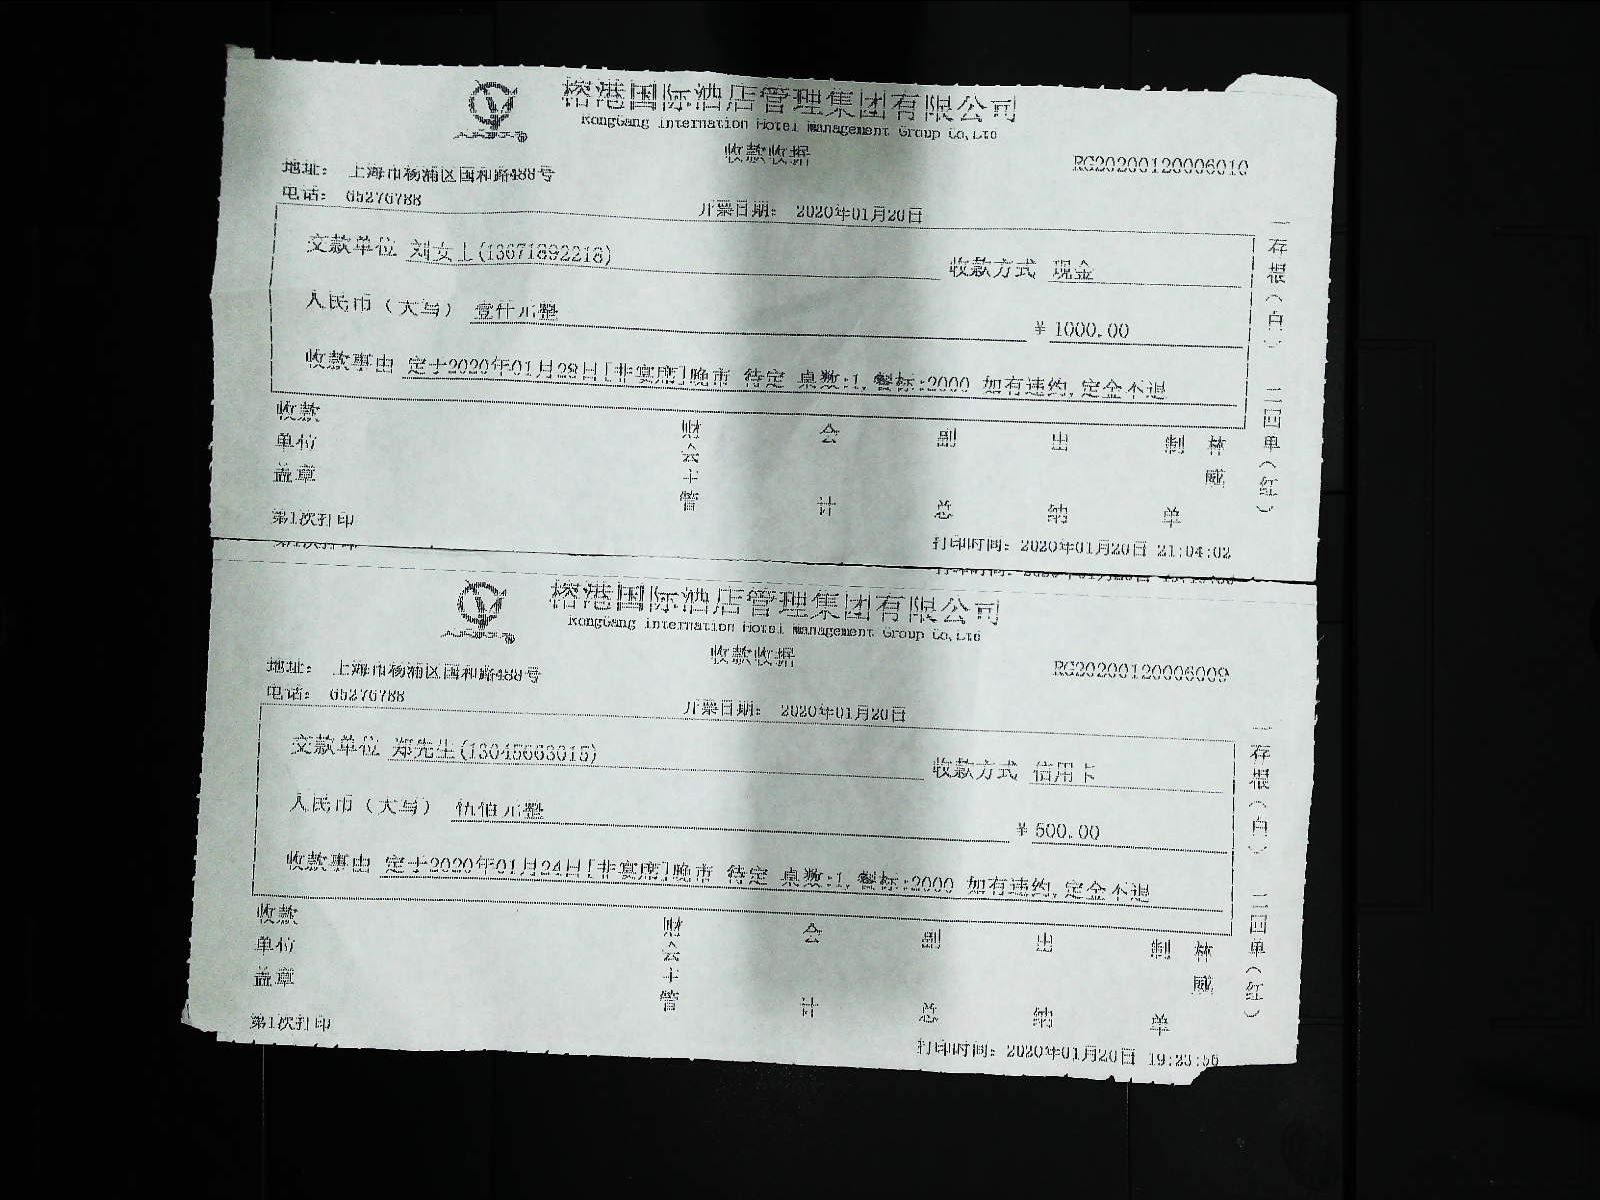 榕港国际酒店管理集团有限公司
RongGang Internation Hotel Management Group Co,Ltd
收款收据
RG20200120006010
地址： 上海市杨浦区国和路488号
电话： 65276788
开票日期： 2020年01月20日
交款单位 刘女士(13671892218) 收款方式 现金
人民币（大写） 壹仟元整 ¥ 1000.00
收款事由 定于2020年01月28日[非宴席]晚市 待定 桌数:1,餐标:2000 如有违约,定金不退
收款单位盖章 财会主管 会计 副总 出纳 制单 林威
一存根（白） 二回单（红）
第1次打印
打印时间： 2020年01月20日 21:04:02
第1次打印
榕港国际酒店管理集团有限公司
RongGang Internation Hotel Management Group Co,Ltd
收款收据
RG20200120006009
地址： 上海市杨浦区国和路488号
电话： 65276788
开票日期： 2020年01月20日
交款单位 郑先生(13045663015) 收款方式 信用卡
人民币（大写） 伍佰元整 ¥ 500.00
收款事由 定于2020年01月24日[非宴席]晚市 待定 桌数:1,餐标:2000 如有违约,定金不退
收款单位盖章 财会主管 会计 副总 出纳 制单 林威
一存根（白） 二回单（红）
第1次打印
打印时间： 2020年01月20日 19:23:56